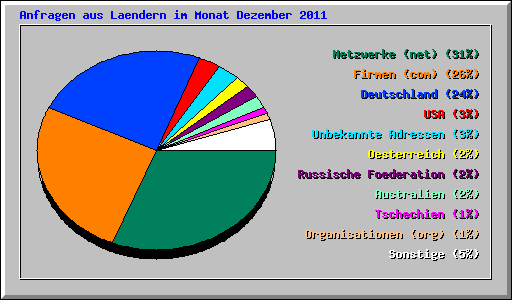 Anfragen aus Laendern im Monat Dezember 2011
Netzwerke (net) (31%)
Firmen (com) (26%)
Deutschland (24%)
USA (3%)
Unbekannte Adressen (3%)
Oesterreich (2%)
Russische Foederation (2%)
Australien (2%)
Tschechien (1%)
Organisationen (org) (1%)
Sonstige (5%)